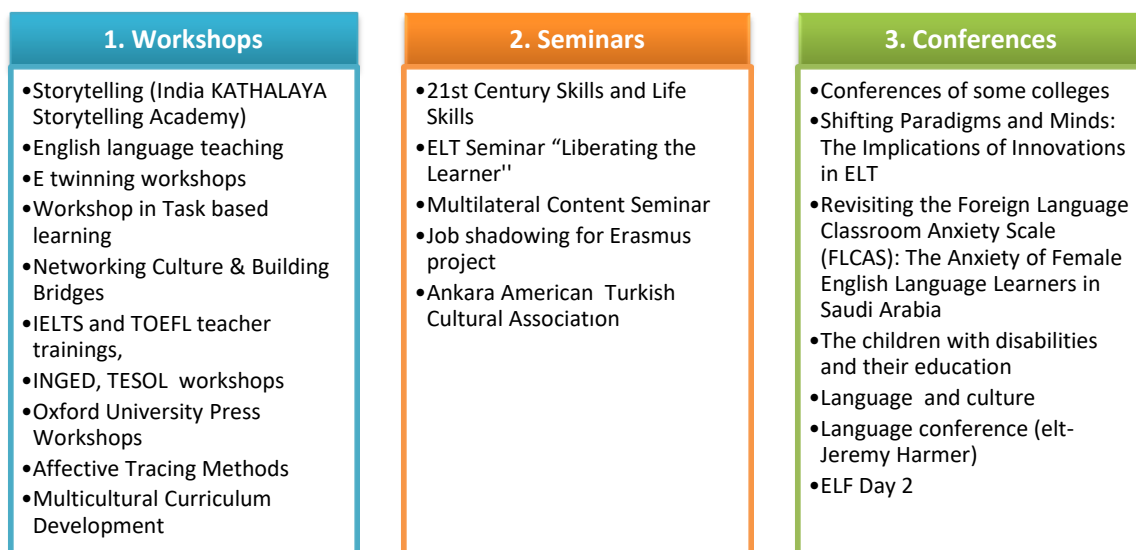 1. Workshops
•Storytelling (India KATHALAYA
Storytelling Academy)
•English language teaching
•E twinning workshops
•Workshop in Task based
learning
•Networking Culture & Building
Bridges
•IELTS and TOEFL teacher
trainings,
•INGED, TESOL workshops
•Oxford University Press
Workshops
•Affective Tracing Methods
•Multicultural Curriculum
Development
2. Seminars
•21st Century Skills and Life
Skills
•ELT Seminar “Liberating the
Learner''
•Multilateral Content Seminar
•Job shadowing for Erasmus
project
•Ankara American Turkish
Cultural Associatıon
3. Conferences
•Conferences of some colleges
•Shifting Paradigms and Minds:
The Implications of Innovations
in ELT
•Revisiting the Foreign Language
Classroom Anxiety Scale
(FLCAS): The Anxiety of Female
English Language Learners in
Saudi Arabia
•The children with disabilities
and their education
•Language and culture
•Language conference (elt-
Jeremy Harmer)
•ELF Day 2